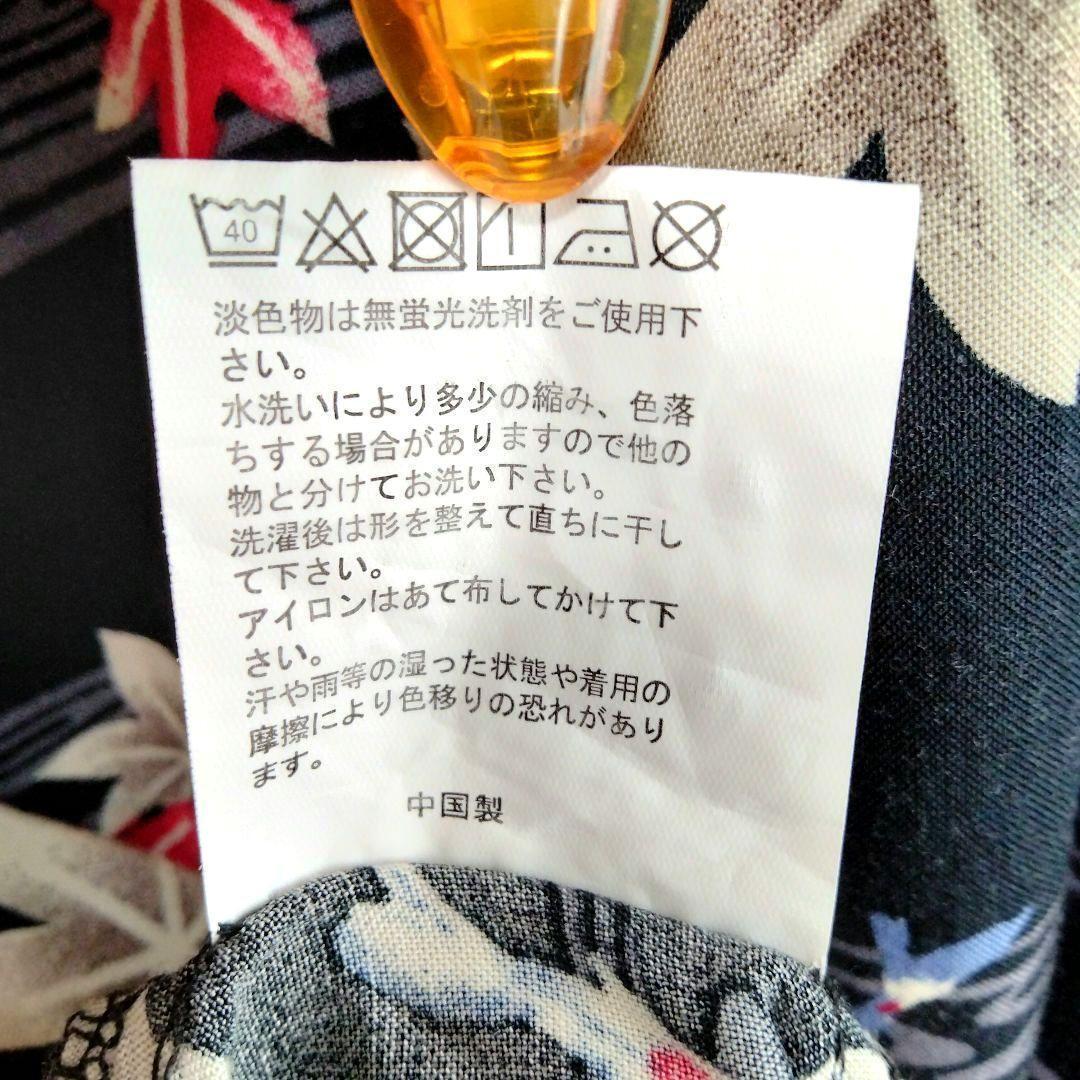 40
淡色物は無蛍光洗剤をご使用下
さい。
水洗いにより多少の縮み、色落
ちする場合がありますので他の
物と分けてお洗い下さい。
洗濯後は形を整えて直ちに干し
て下さい。
アイロンはあて布してかけて下
さい。
汗や雨等の湿った状態や着用の
摩擦により色移りの恐れがあり
ます。
中国製